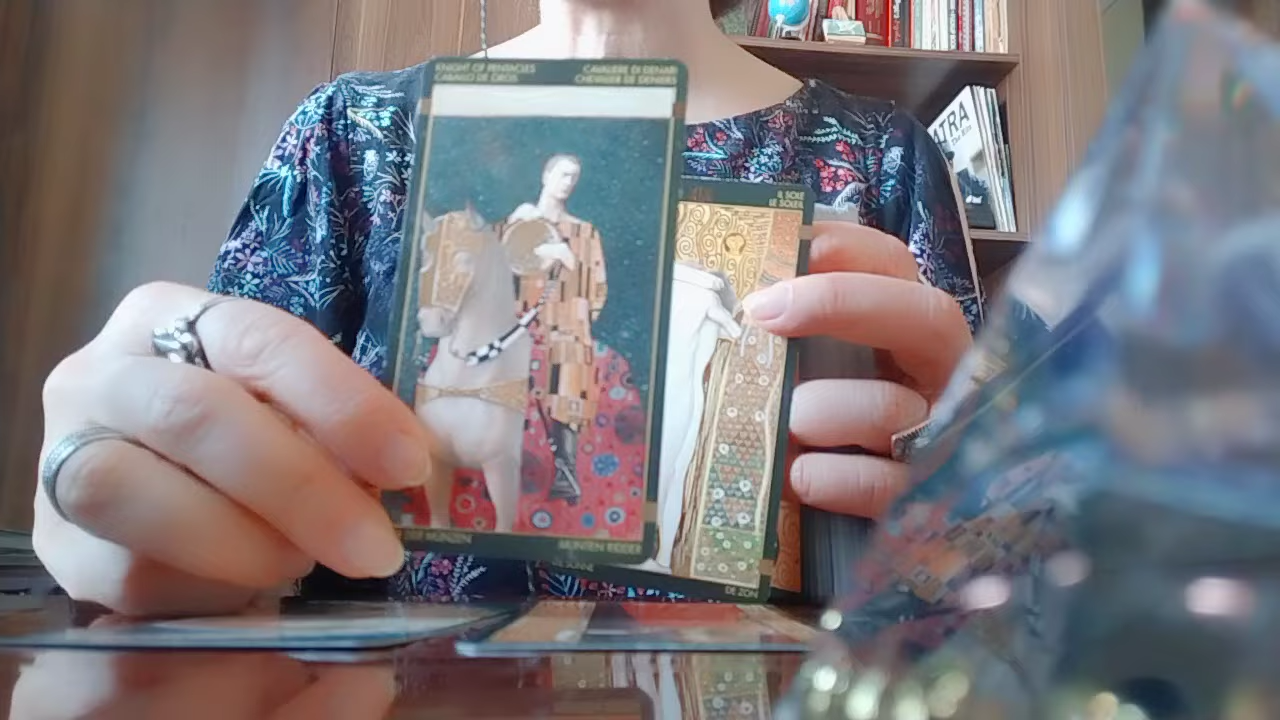 KNIGHT OF PENTACLES
CABALLO DE OROS
CAVALIERE DI DENARI
CHEVALIER DE DENIERS
IL SOLE
LE SOLEIL
MUNTEN RIDDER
DE ZON